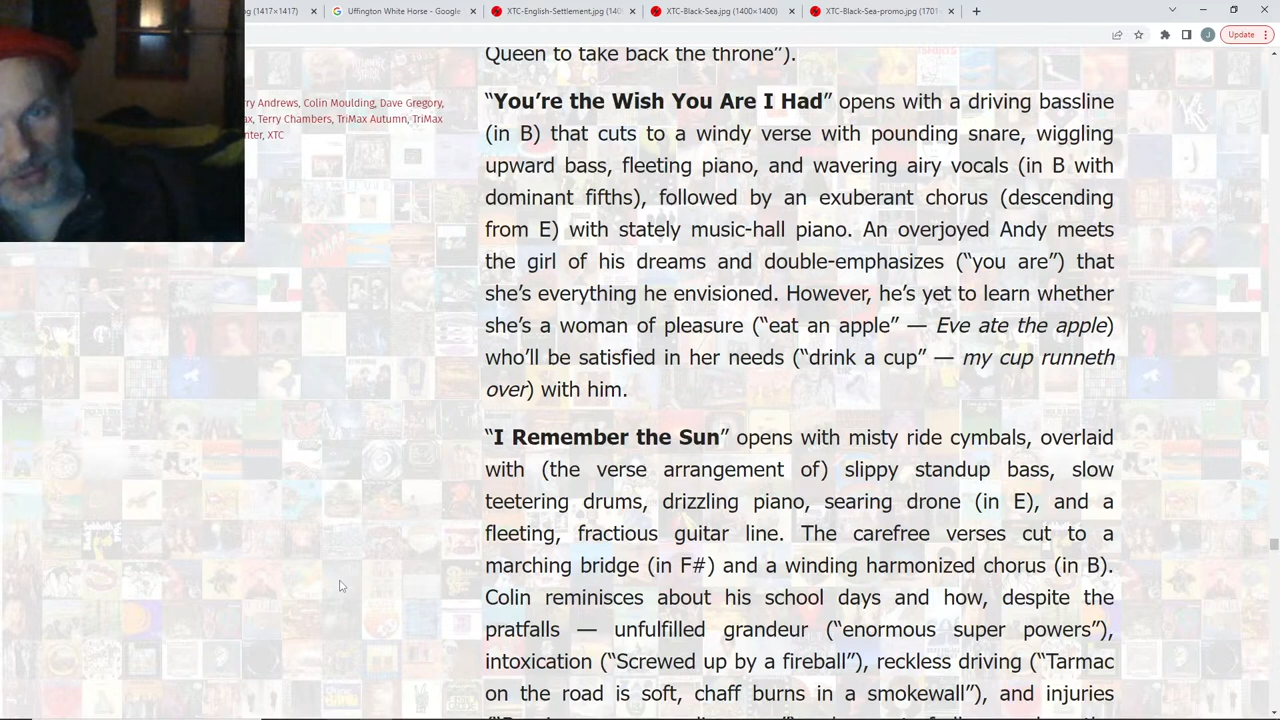 (1417×1417)
Uffington White Horse - Google
XTC-English-Settlement.jpg (140
XTC-Black-Sea.jpg (1400×1400)
XTC-Black-Sea-promo.jpg (1701
J
Update
ry Andrews, Colin Moulding, Dave Gregory,
ax, Terry Chambers, TriMax Autumn, TriMax
nter, XTC
Queen to take back the throne”).
“You’re the Wish You Are I Had” opens with a driving bassline
(in B) that cuts to a windy verse with pounding snare, wiggling
upward bass, fleeting piano, and wavering airy vocals (in B with
dominant fifths), followed by an exuberant chorus (descending
from E) with stately music-hall piano. An overjoyed Andy meets
the girl of his dreams and double-emphasizes (“you are”) that
she’s everything he envisioned. However, he’s yet to learn whether
she’s a woman of pleasure (“eat an apple” — Eve ate the apple)
who’ll be satisfied in her needs (“drink a cup” — my cup runneth
over) with him.
“I Remember the Sun” opens with misty ride cymbals, overlaid
with (the verse arrangement of) slippy standup bass, slow
teetering drums, drizzling piano, searing drone (in E), and a
fleeting, fractious guitar line. The carefree verses cut to a
marching bridge (in F#) and a winding harmonized chorus (in B).
Colin reminisces about his school days and how, despite the
pratfalls — unfulfilled grandeur (“enormous super powers”),
intoxication (“Screwed up by a fireball”), reckless driving (“Tarmac
on the road is soft, chaff burns in a smokewall”), and injuries